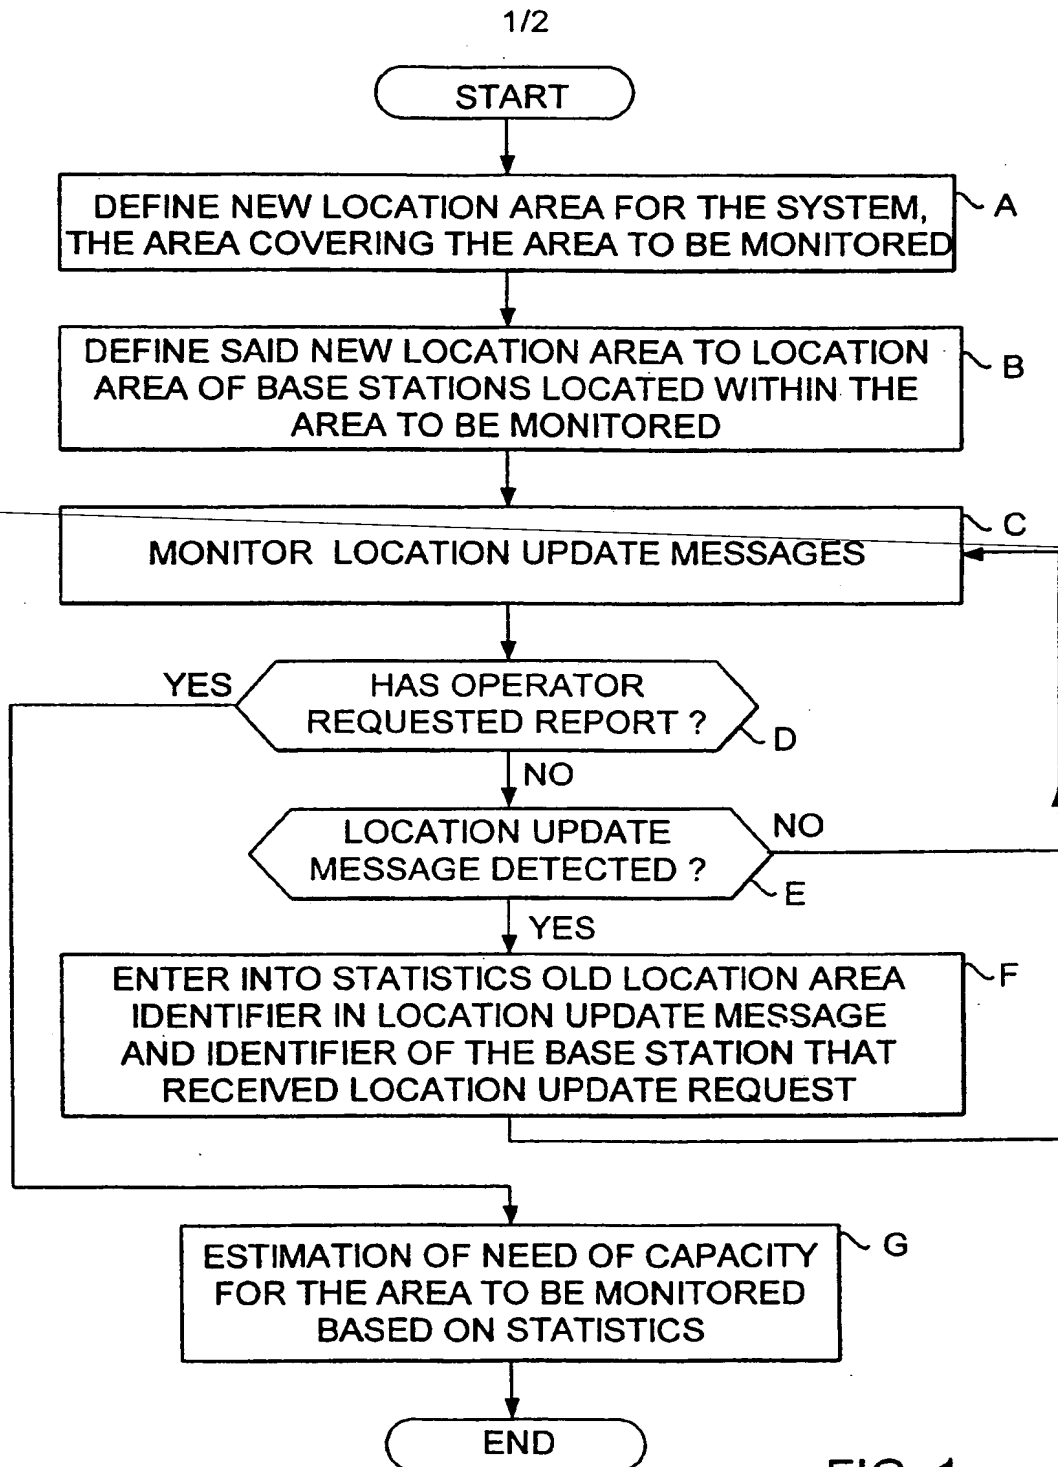 1/2
START
DEFINE NEW LOCATION AREA FOR THE SYSTEM,
THE AREA COVERING THE AREA TO BE MONITORED
A
DEFINE SAID NEW LOCATION AREA TO LOCATION
AREA OF BASE STATIONS LOCATED WITHIN THE
AREA TO BE MONITORED
B
MONITOR LOCATION UPDATE MESSAGES
C
YES
HAS OPERATOR
REQUESTED REPORT ?
D
NO
LOCATION UPDATE
MESSAGE DETECTED ?
NO
E
YES
ENTER INTO STATISTICS OLD LOCATION AREA
IDENTIFIER IN LOCATION UPDATE MESSAGE
AND IDENTIFIER OF THE BASE STATION THAT
RECEIVED LOCATION UPDATE REQUEST
F
ESTIMATION OF NEED OF CAPACITY
FOR THE AREA TO BE MONITORED
BASED ON STATISTICS
G
END
FIG. 1